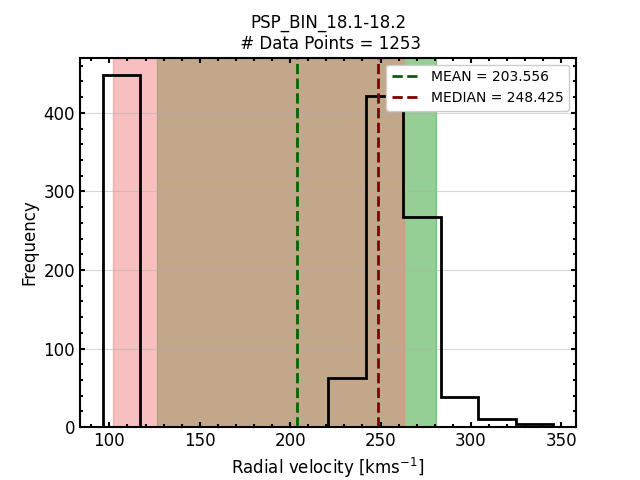 PSP_BIN_18.1-18.2
# Data Points = 1253
MEAN = 203.556
MEDIAN = 248.425
Frequency
400
300
200
100
0
100 150 200 250 300 350
Radial velocity [kms⁻¹]